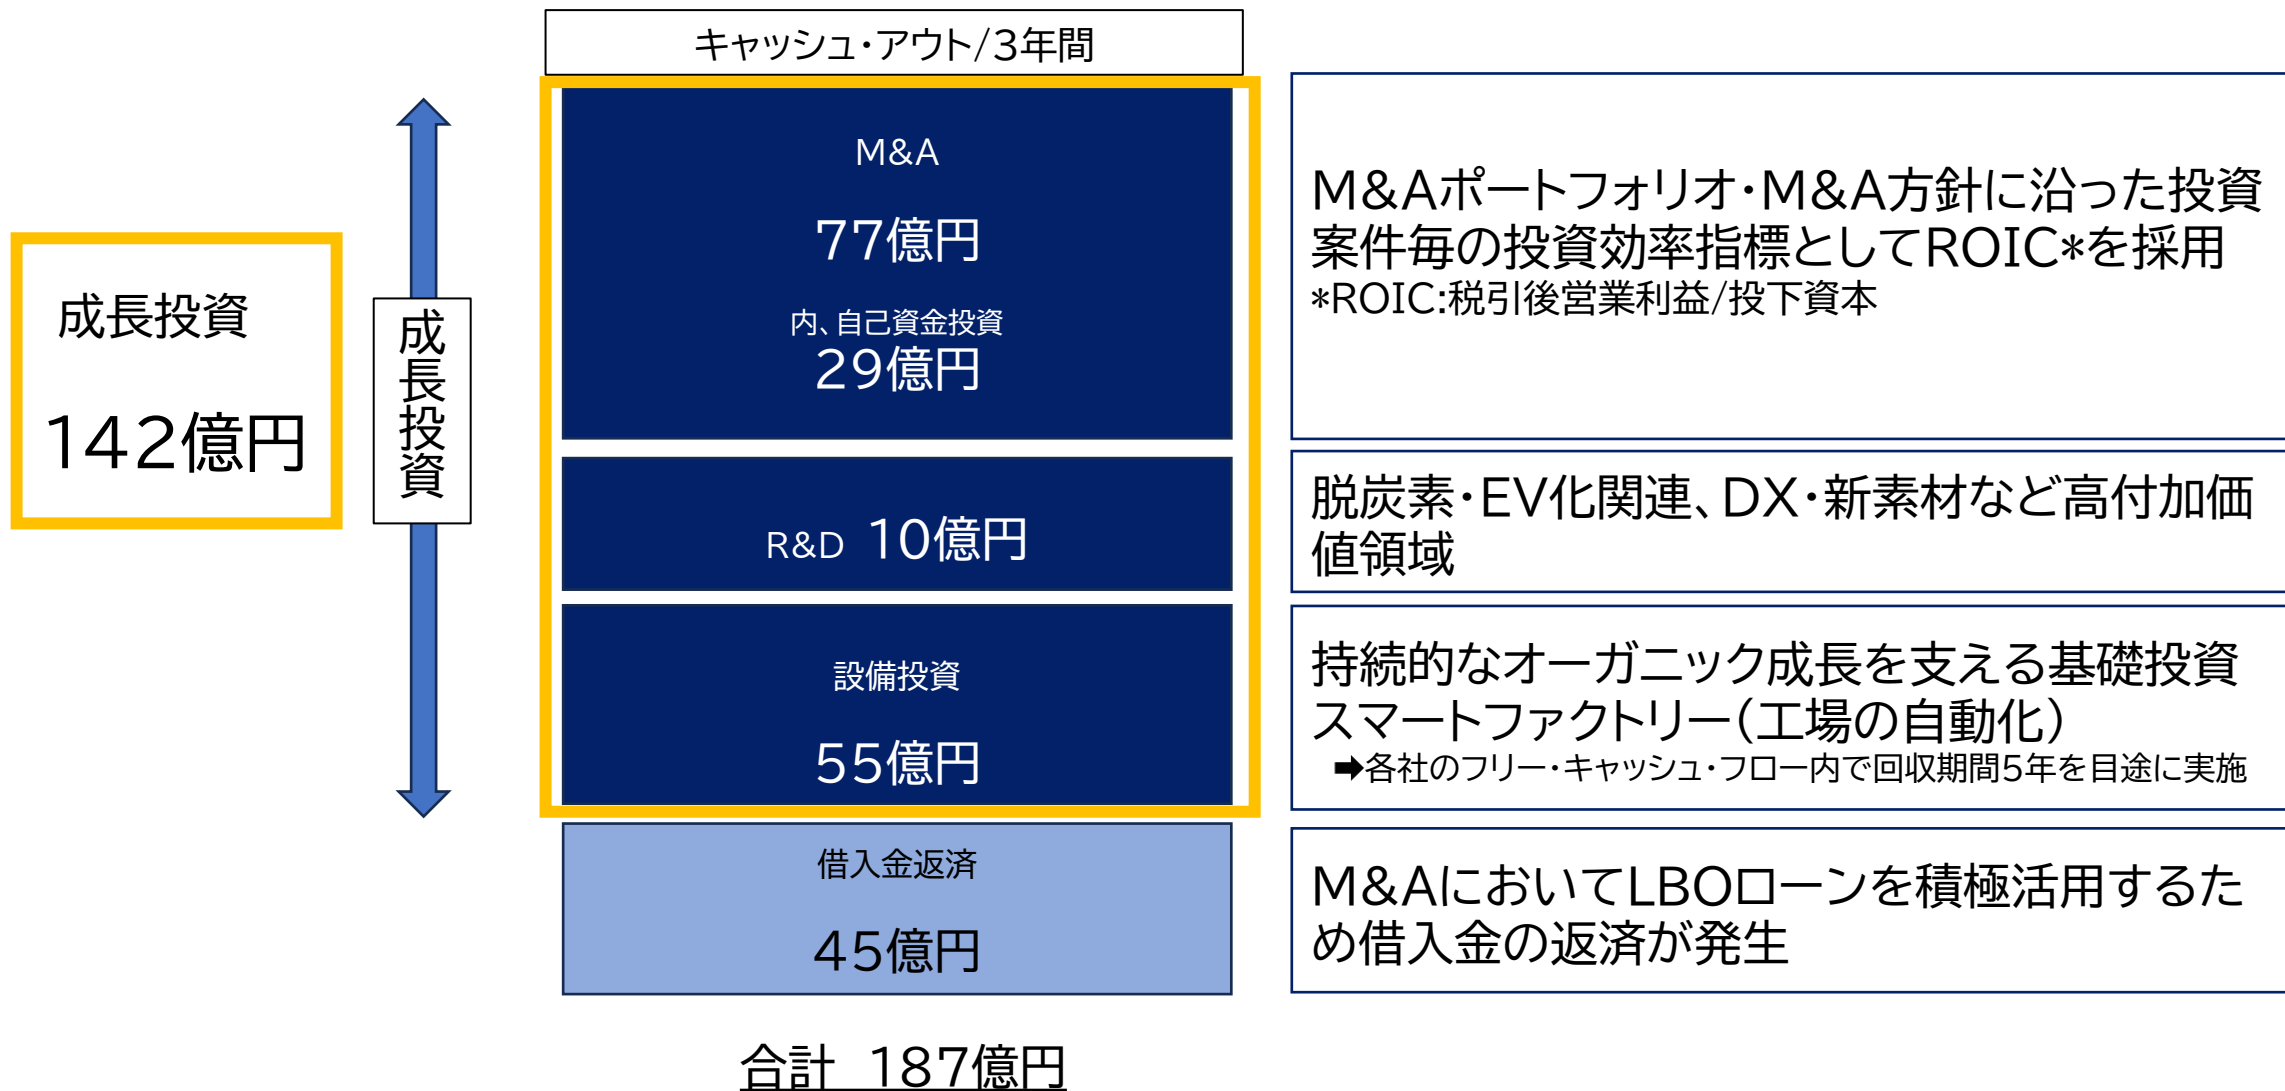 キャッシュ・アウト/3年間
成長投資
142億円
成長投資
M&A
77億円
内、自己資金投資
29億円
M&Aポートフォリオ・M&A方針に沿った投資
案件毎の投資効率指標としてROIC*を採用
*ROIC:税引後営業利益/投下資本
R&D 10億円
脱炭素・EV化関連、DX・新素材など高付加価
値領域
設備投資
55億円
持続的なオーガニック成長を支える基礎投資
スマートファクトリー(工場の自動化)
➡各社のフリー・キャッシュ・フロー内で回収期間5年を目途に実施
借入金返済
45億円
M&AにおいてLBOローンを積極活用するた
め借入金の返済が発生
合計 187億円